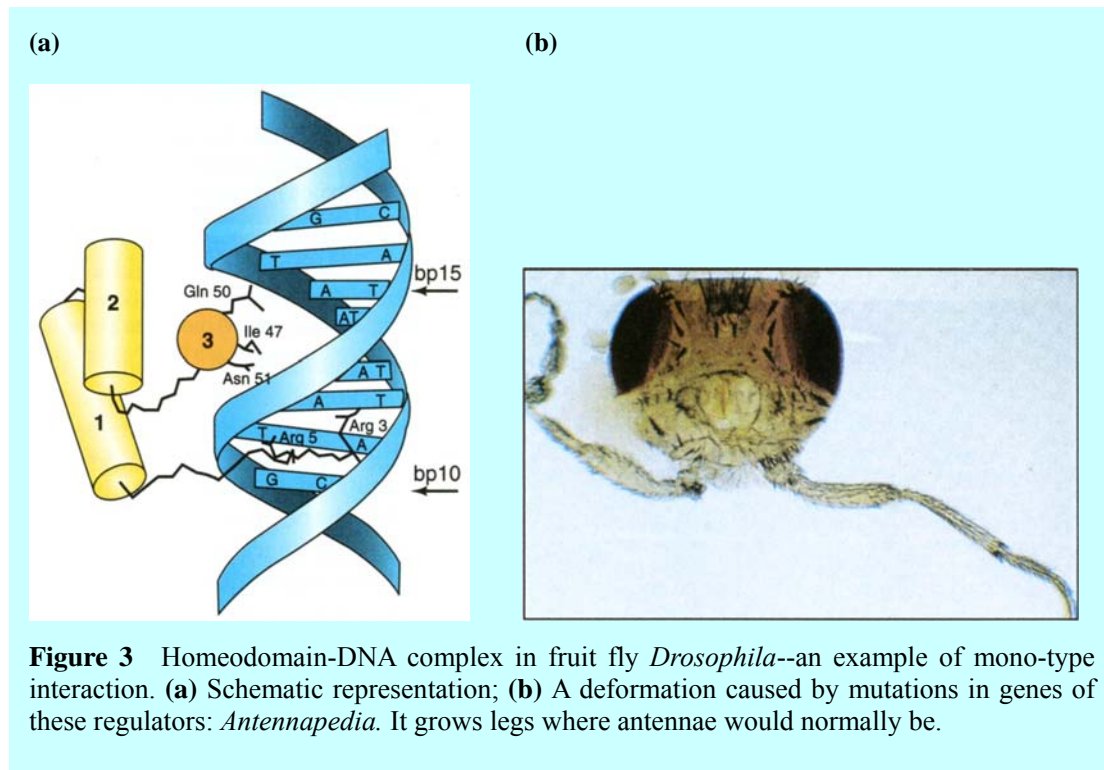 (a)
(b)
G C
T A
bp15
A T
AT
Gln 50
2
Ile 47
3
Asn 51
A T
1
A T
Arg 3
T Arg 5 A
G C
bp10
Figure 3 Homeodomain-DNA complex in fruit fly Drosophila--an example of mono-type
interaction. (a) Schematic representation; (b) A deformation caused by mutations in genes of
these regulators: Antennapedia. It grows legs where antennae would normally be.